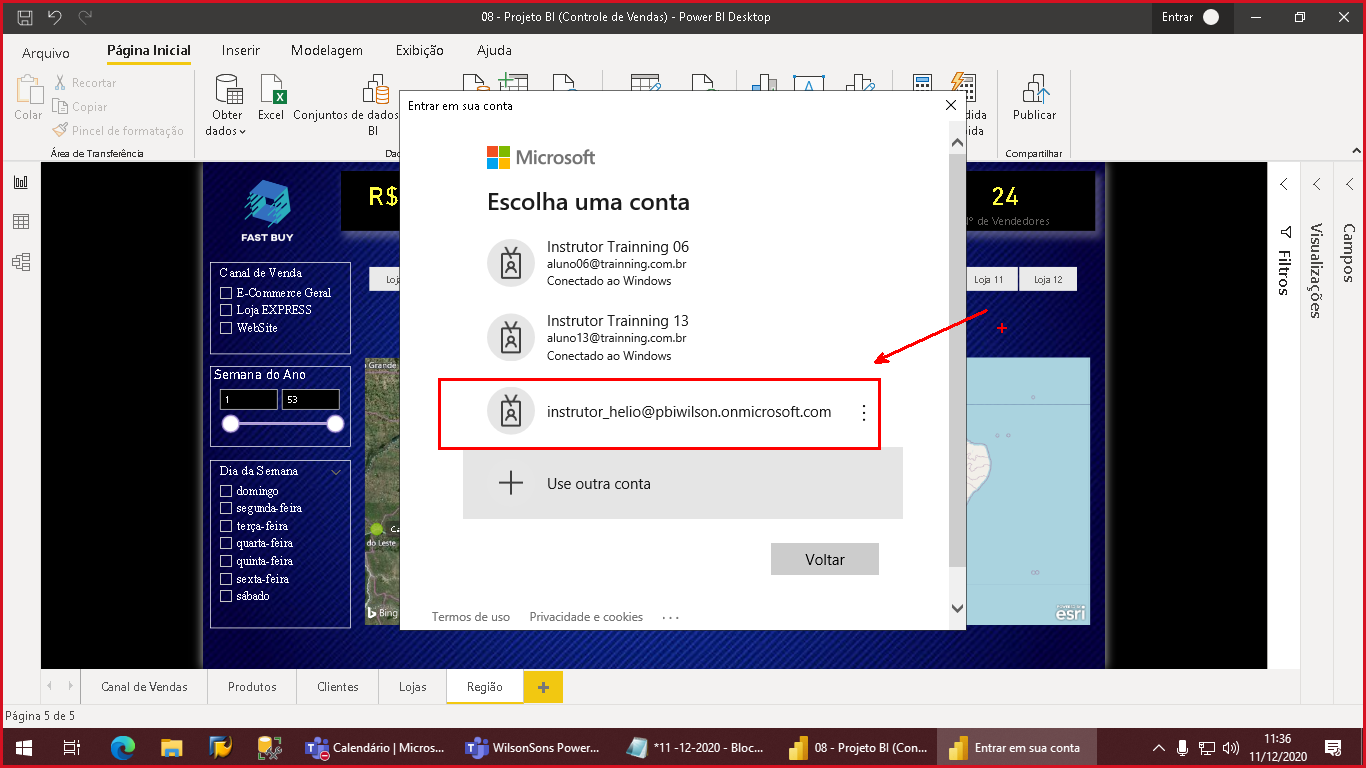 08 - Projeto BI (Controle de Vendas) - Power BI Desktop
Entrar
Arquivo
Página Inicial
Inserir
Modelagem
Exibição
Ajuda
Colar
Recortar
Copiar
Pincel de formatação
Área de Transferência
Obter
dados
Excel
Conjuntos de dados
BI
Publicar
Compartilhar
Entrar em sua conta
Microsoft
Escolha uma conta
Instrutor Trainning 06
aluno06@trainning.com.br
Conectado ao Windows
Instrutor Trainning 13
aluno13@trainning.com.br
Conectado ao Windows
instrutor_helio@pbiwilson.onmicrosoft.com
Use outra conta
Voltar
Termos de uso
Privacidade e cookies
...
FAST BUY
R$
24
Nº de Vendedores
Canal de Venda
E-Commerce Geral
Loja EXPRESS
WebSite
Loja 11
Loja 12
Semana do Ano
1
53
Dia da Semana
domingo
segunda-feira
terça-feira
quarta-feira
quinta-feira
sexta-feira
sábado
Grande
do Leste
Bing
esri
Filtros
Visualizações
Campos
Canal de Vendas
Produtos
Clientes
Lojas
Região
Página 5 de 5
Calendário | Micros...
WilsonSons Power...
*11 -12-2020 - Bloc...
08 - Projeto BI (Con...
Entrar em sua conta
11:36
11/12/2020